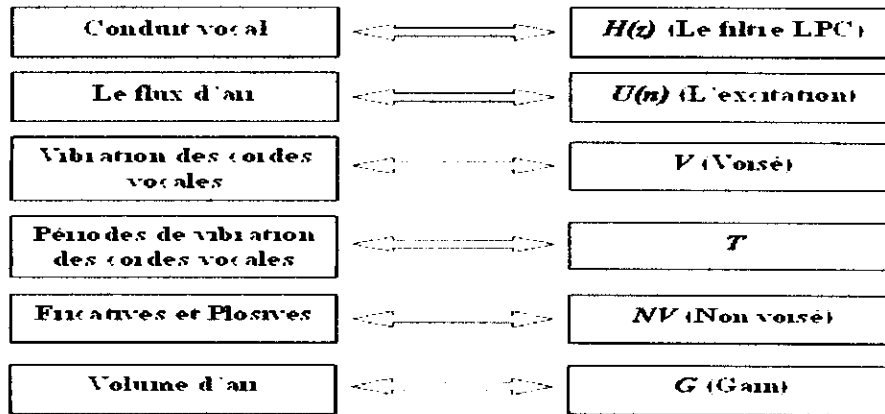 Conduit vocal
H(z) (Le filtre LPC)
Le flux d'air
U(n) (L'excitation)
Vibration des cordes
vocales
V (Voisé)
Périodes de vibration
des cordes vocales
T
Fricatives et Plosives
NV (Non voisé)
Volume d'air
G (Gain)